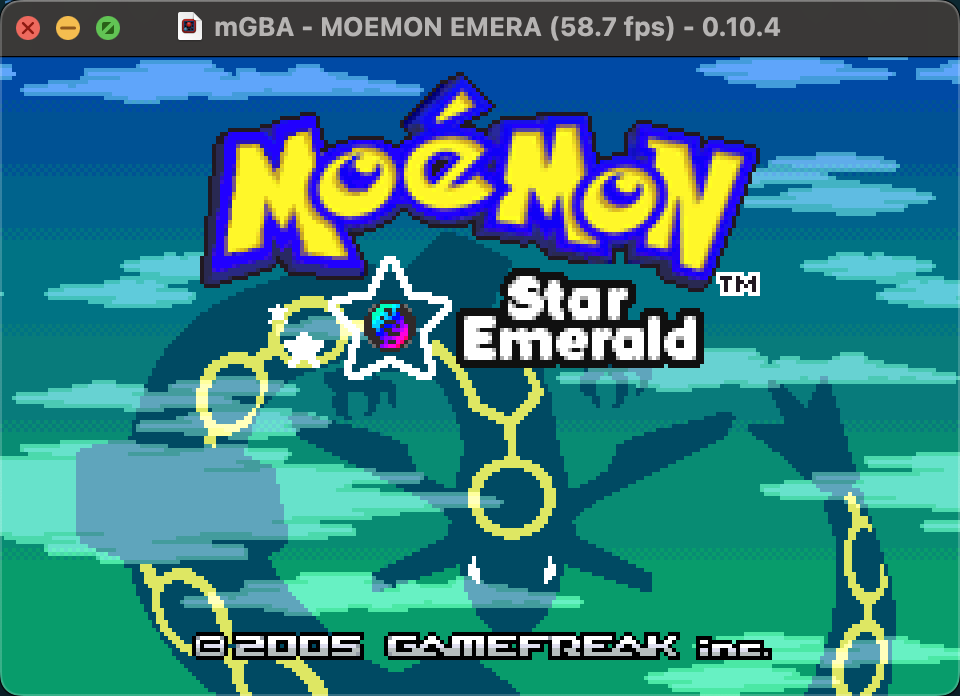 mGBA - MOEMON EMERA (58.7 fps) - 0.10.4
MoéMoN
TM
Star
Emerald
© 2005 GAMEFREAK inc.